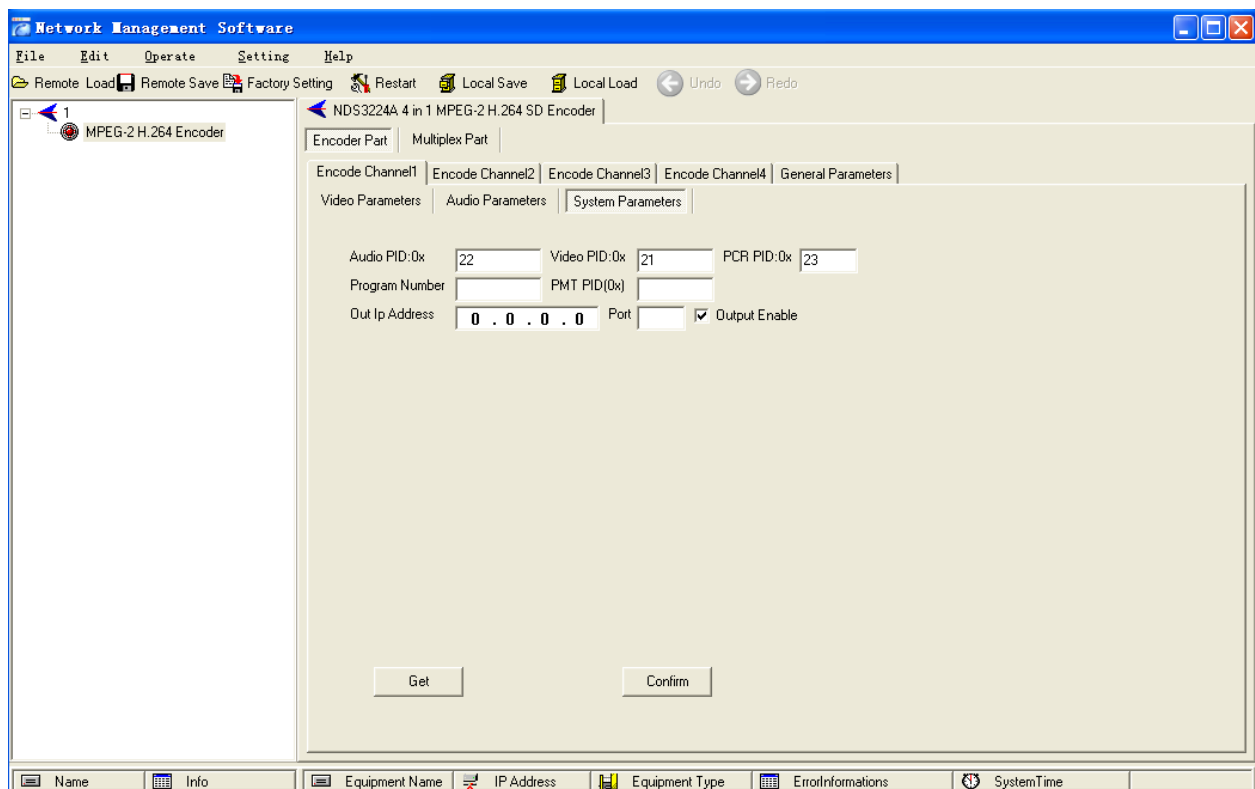 Network Management Software
File Edit Operate Setting Help
Remote Load Remote Save Factory Setting Restart Local Save Local Load Undo Redo
1
MPEG-2 H.264 Encoder
NDS3224A 4 in 1 MPEG-2 H.264 SD Encoder
Encoder Part Multiplex Part
Encode Channel1 Encode Channel2 Encode Channel3 Encode Channel4 General Parameters
Video Parameters Audio Parameters System Parameters
Audio PID:0x 22 Video PID:0x 21 PCR PID:0x 23
Program Number PMT PID(0x)
Out Ip Address 0 . 0 . 0 . 0 Port Output Enable
Get Confirm
Name Info Equipment Name IP Address Equipment Type ErrorInformations SystemTime